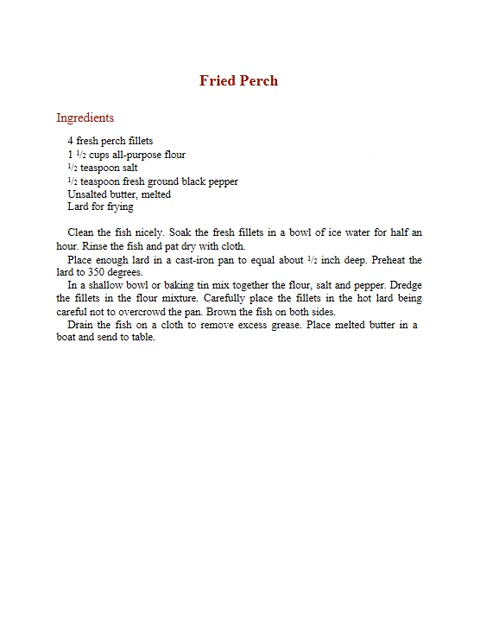 Fried Perch
Ingredients
4 fresh perch fillets
1 1/2 cups all-purpose flour
1/2 teaspoon salt
1/2 teaspoon fresh ground black pepper
Unsalted butter, melted
Lard for frying
Clean the fish nicely. Soak the fresh fillets in a bowl of ice water for half an
hour. Rinse the fish and pat dry with cloth.
Place enough lard in a cast-iron pan to equal about 1/2 inch deep. Preheat the
lard to 350 degrees.
In a shallow bowl or baking tin mix together the flour, salt and pepper. Dredge
the fillets in the flour mixture. Carefully place the fillets in the hot lard being
careful not to overcrowd the pan. Brown the fish on both sides.
Drain the fish on a cloth to remove excess grease. Place melted butter in a
boat and send to table.